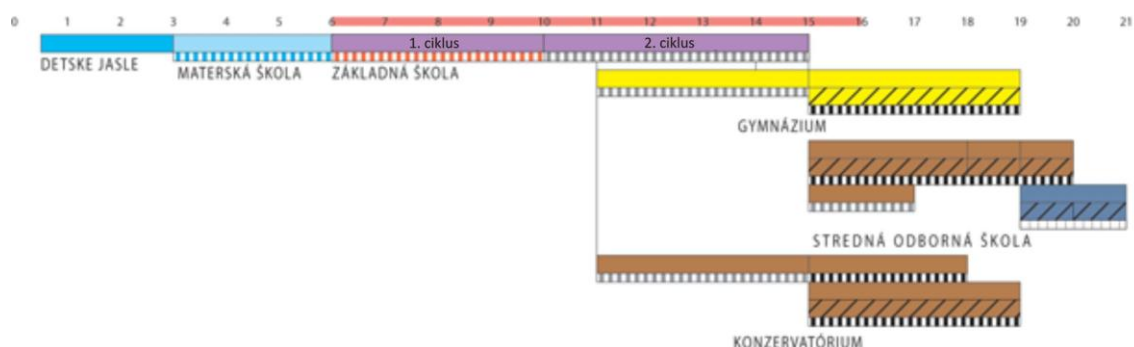 0 1 2 3 4 5 6 7 8 9 10 11 12 13 14 15 16 17 18 19 20 21
1. ciklus 2. ciklus
DETSKE JASLE MATERSKÁ ŠKOLA ZÁKLADNÁ ŠKOLA
GYMNÁZIUM
STREDNÁ ODBORNÁ ŠKOLA
KONZERVATÓRIUM